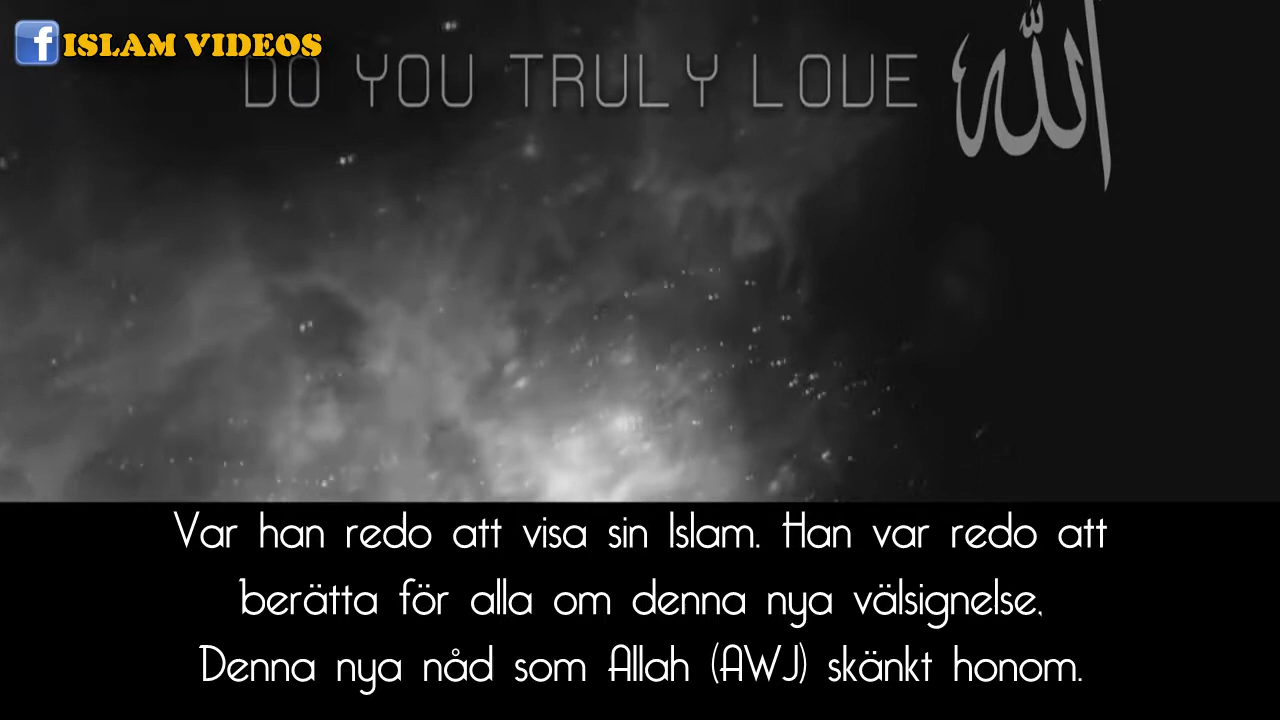 f ISLAM VIDEOS
DO YOU TRULY LOVE الله
Var han redo att visa sin Islam. Han var redo att
berätta för alla om denna nya välsignelse.
Denna nya nåd som Allah (AWJ) skänkt honom.